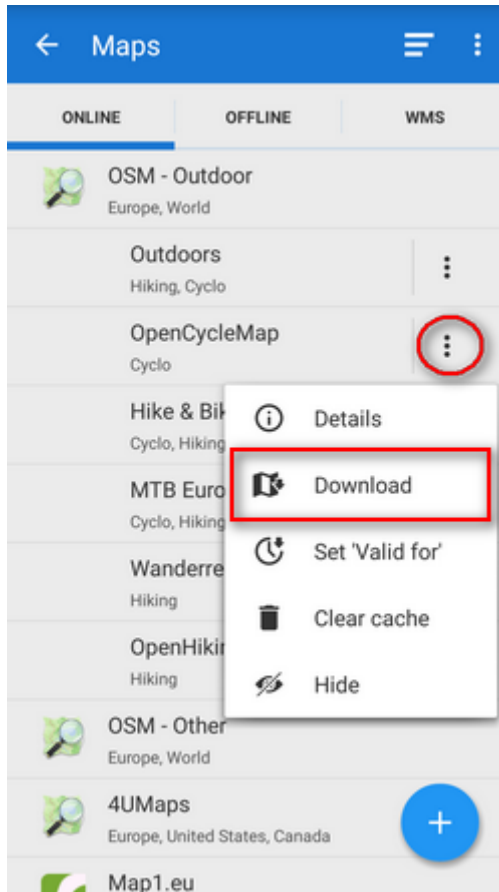 Maps
ONLINE OFFLINE WMS
OSM - Outdoor
Europe, World
Outdoors
Hiking, Cyclo
OpenCycleMap
Cyclo
Hike & Bik
Cyclo, Hiking
MTB Euro
Cyclo, Hiking
Wanderre
Hiking
OpenHikin
Hiking
Details
Download
Set 'Valid for'
Clear cache
Hide
OSM - Other
Europe, World
4UMaps
Europe, United States, Canada
Map1.eu